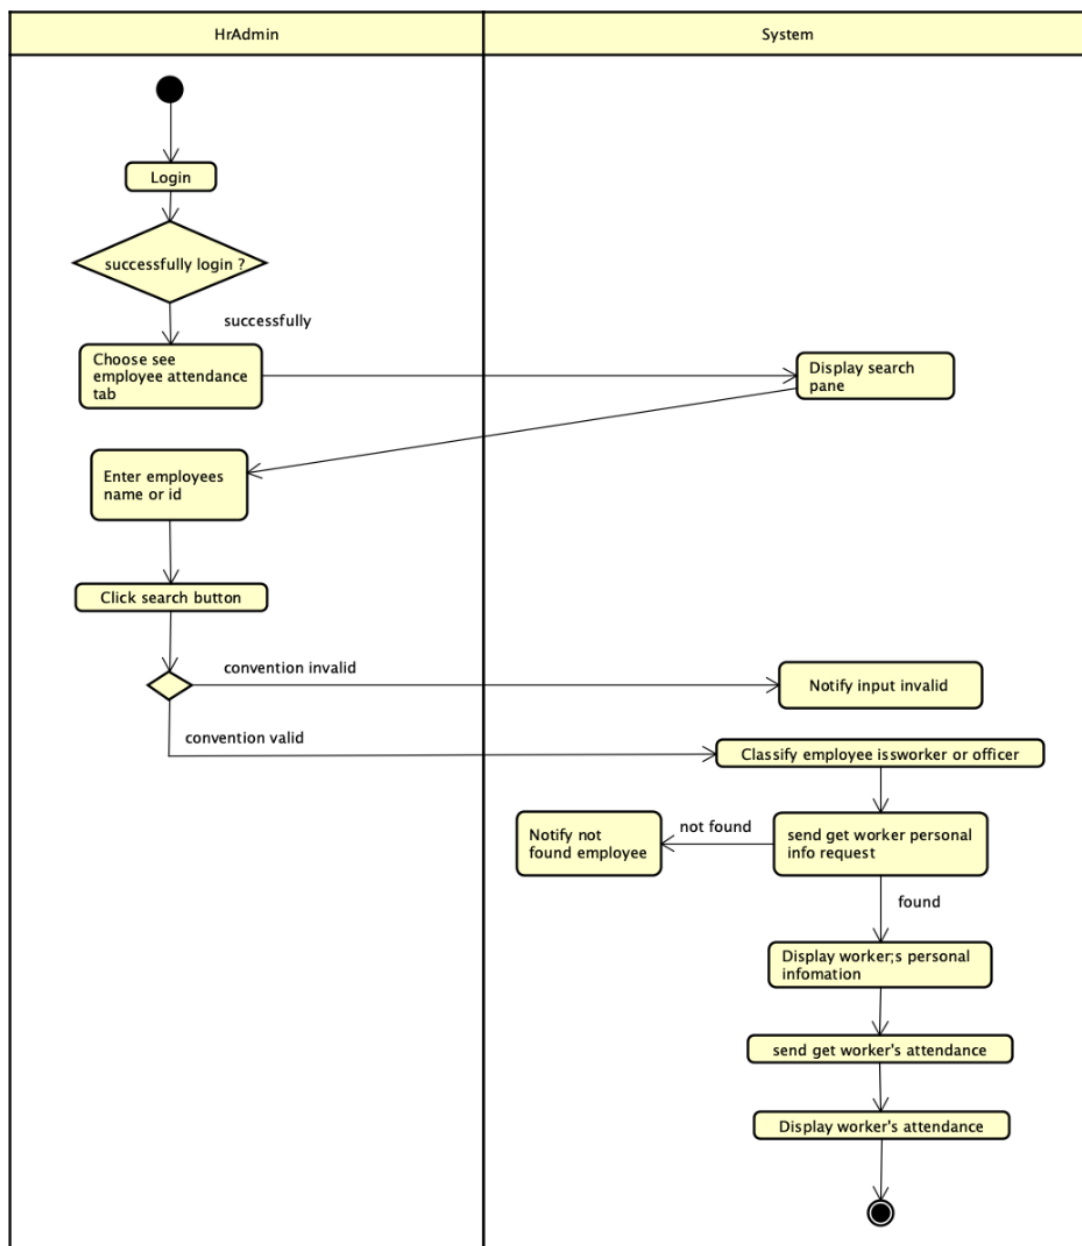 HrAdmin
System
Login
successfully login ?
successfully
Choose see
employee attendance
tab
Display search
pane
Enter employees
name or id
Click search button
convention invalid
Notify input invalid
convention valid
Classify employee issworker or officer
Notify not
found employee
not found
send get worker personal
info request
found
Display worker;s personal
infomation
send get worker's attendance
Display worker's attendance